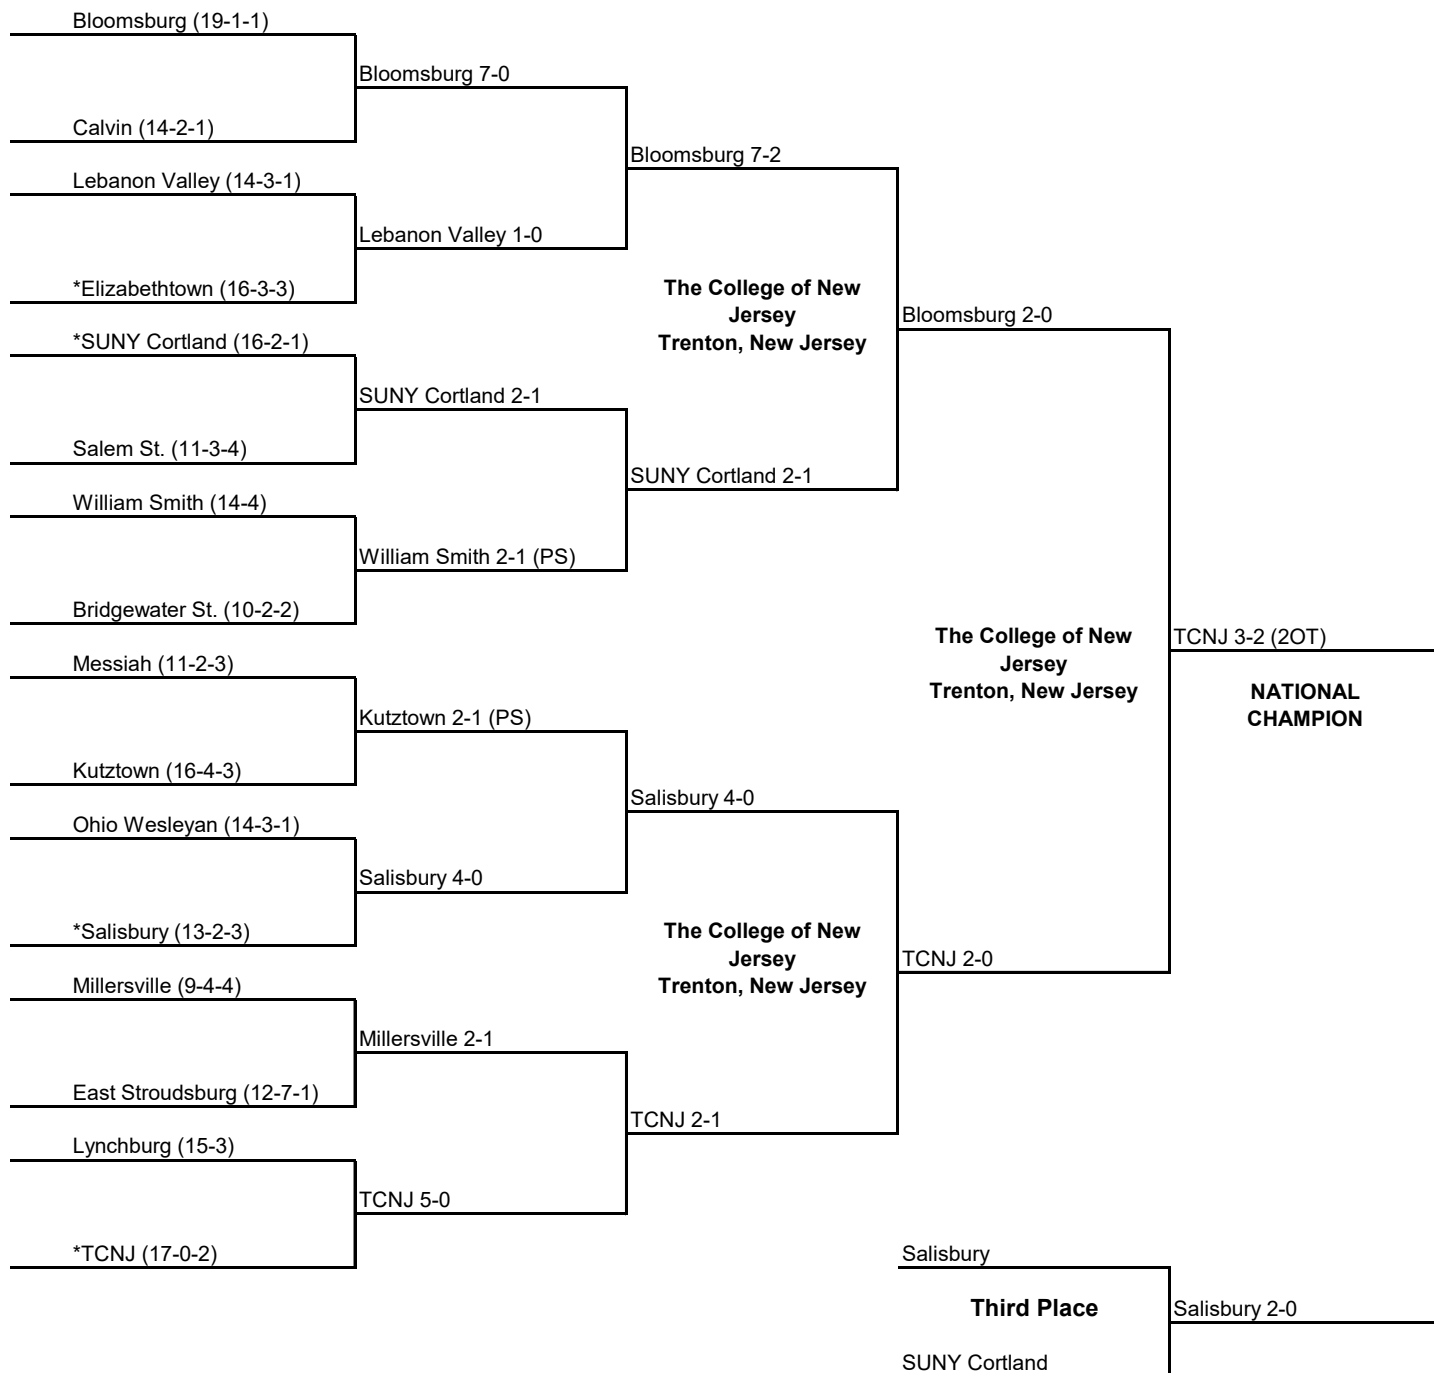 Bloomsburg (19-1-1)
Bloomsburg 7-0
Calvin (14-2-1)
Bloomsburg 7-2
Lebanon Valley (14-3-1)
Lebanon Valley 1-0
*Elizabethtown (16-3-3)
The College of New
Jersey
Trenton, New Jersey
Bloomsburg 2-0
*SUNY Cortland (16-2-1)
SUNY Cortland 2-1
Salem St. (11-3-4)
SUNY Cortland 2-1
William Smith (14-4)
William Smith 2-1 (PS)
Bridgewater St. (10-2-2)
The College of New
Jersey
Trenton, New Jersey
TCNJ 3-2 (2OT)
NATIONAL
CHAMPION
Messiah (11-2-3)
Kutztown 2-1 (PS)
Kutztown (16-4-3)
Salisbury 4-0
Ohio Wesleyan (14-3-1)
Salisbury 4-0
*Salisbury (13-2-3)
The College of New
Jersey
Trenton, New Jersey
TCNJ 2-0
Millersville (9-4-4)
Millersville 2-1
East Stroudsburg (12-7-1)
TCNJ 2-1
Lynchburg (15-3)
TCNJ 5-0
*TCNJ (17-0-2)
Salisbury
Third Place
Salisbury 2-0
SUNY Cortland